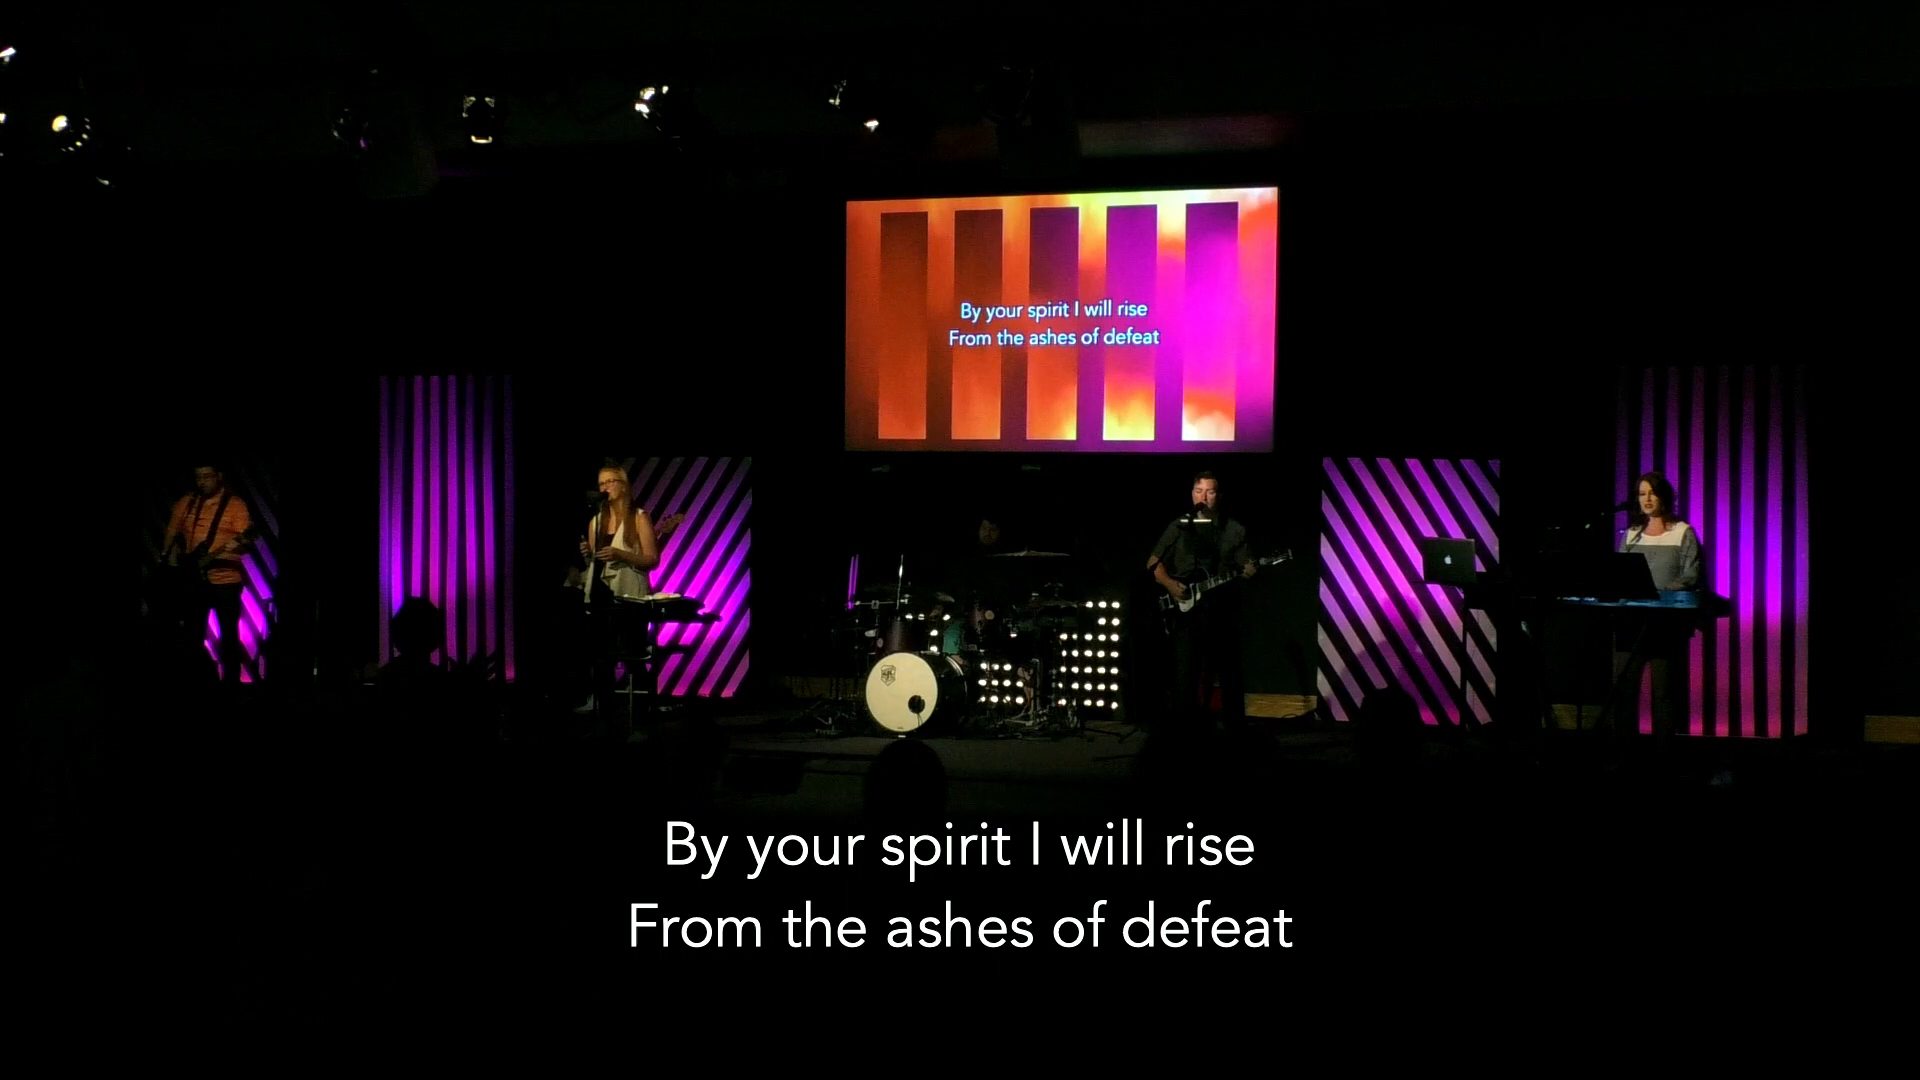 By your spirit I will rise
From the ashes of defeat
By your spirit I will rise
From the ashes of defeat